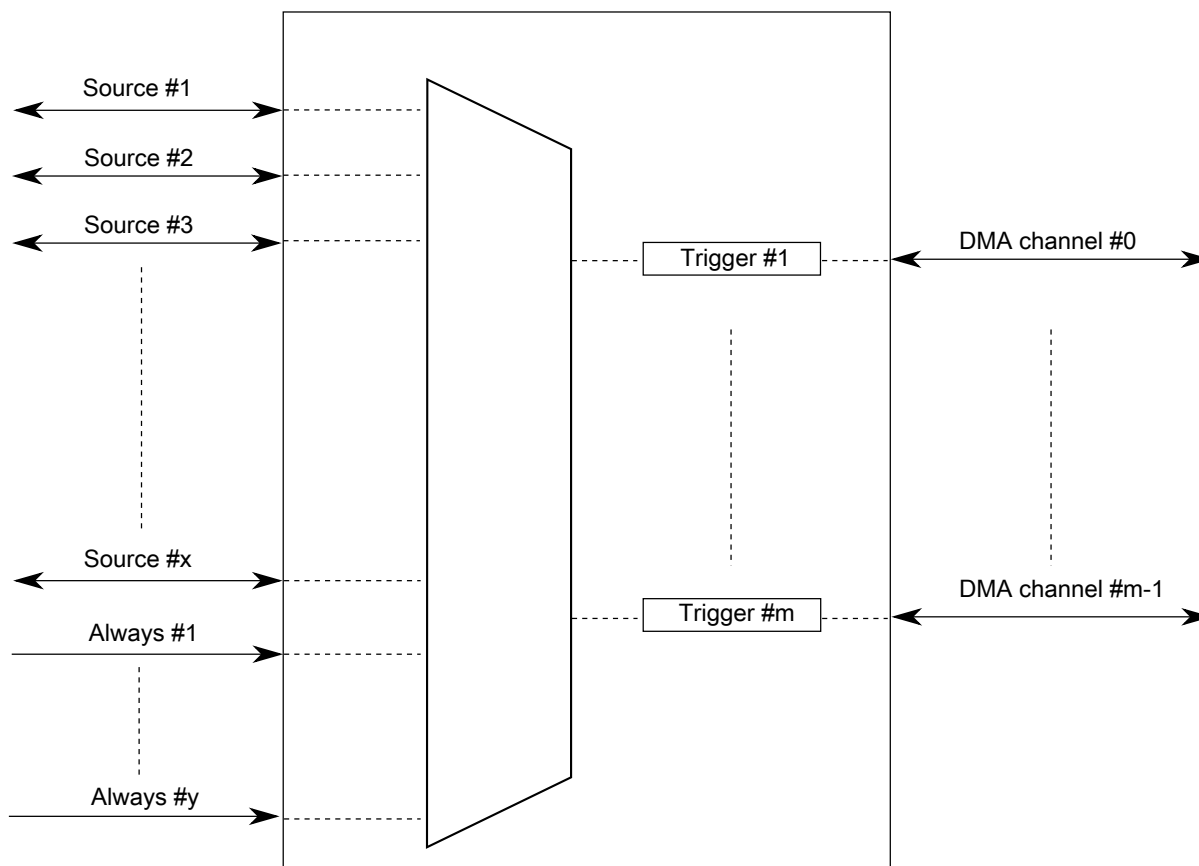 Source #1
Source #2
Source #3
Source #x
Always #1
Always #y
Trigger #1
Trigger #m
DMA channel #0
DMA channel #m-1